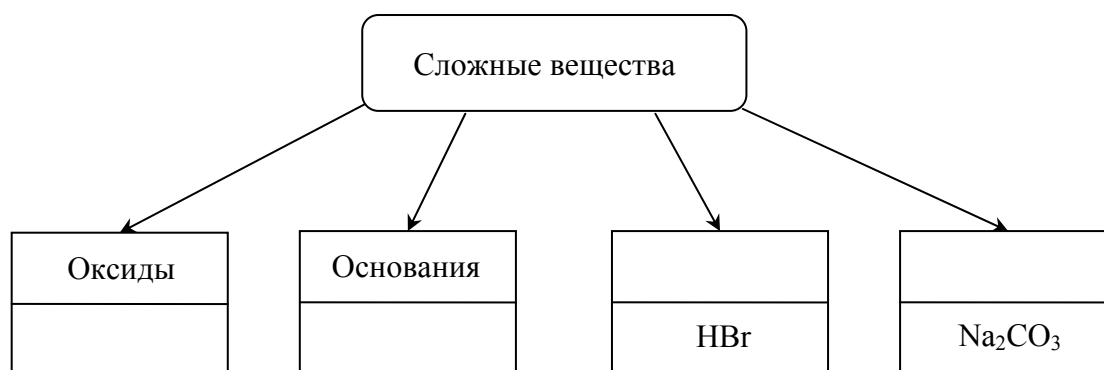 Сложные вещества
Оксиды
Основания
HBr
Na₂CO₃